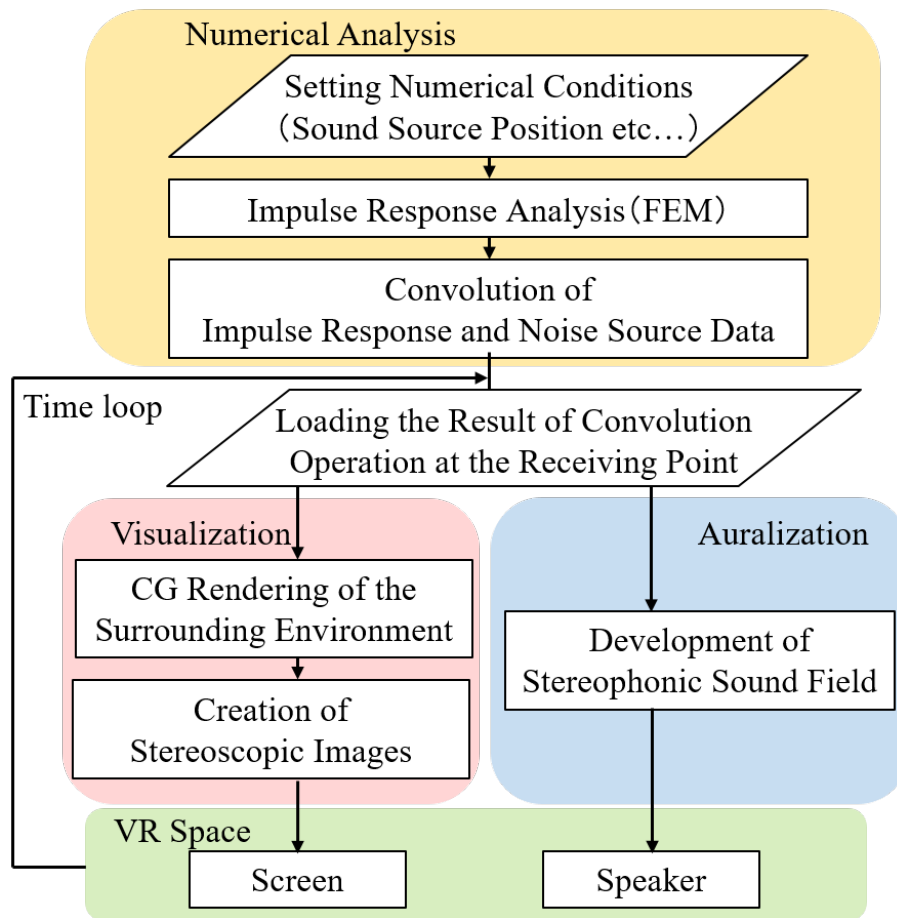 Numerical Analysis
Setting Numerical Conditions
（Sound Source Position etc…）
Impulse Response Analysis（FEM）
Convolution of
Impulse Response and Noise Source Data
Time loop
Loading the Result of Convolution
Operation at the Receiving Point
Visualization
CG Rendering of the
Surrounding Environment
Creation of
Stereoscopic Images
Auralization
Development of
Stereophonic Sound Field
VR Space
Screen
Speaker